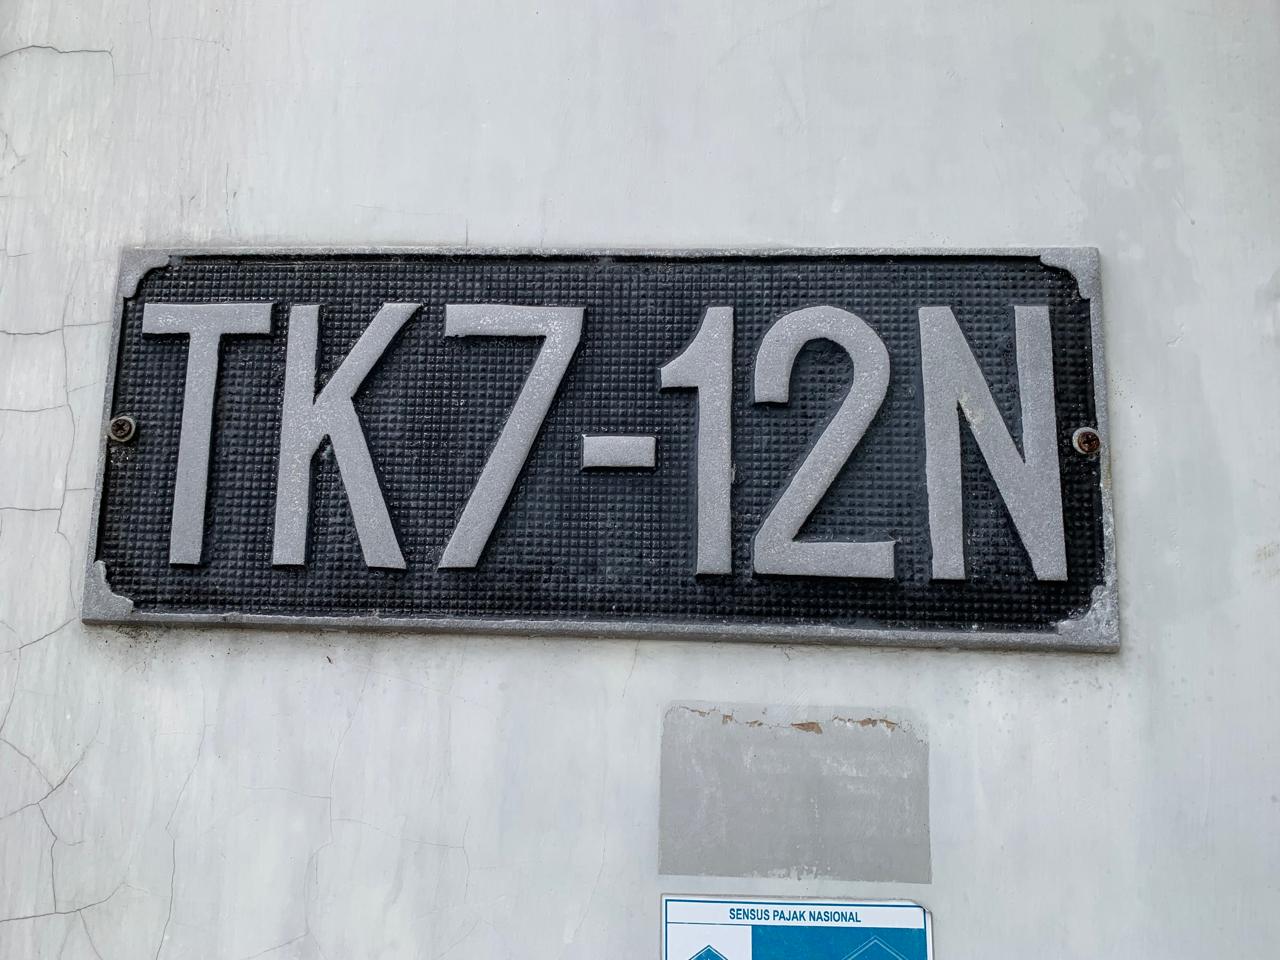 TK7-12N
SENSUS PAJAK NASIONAL